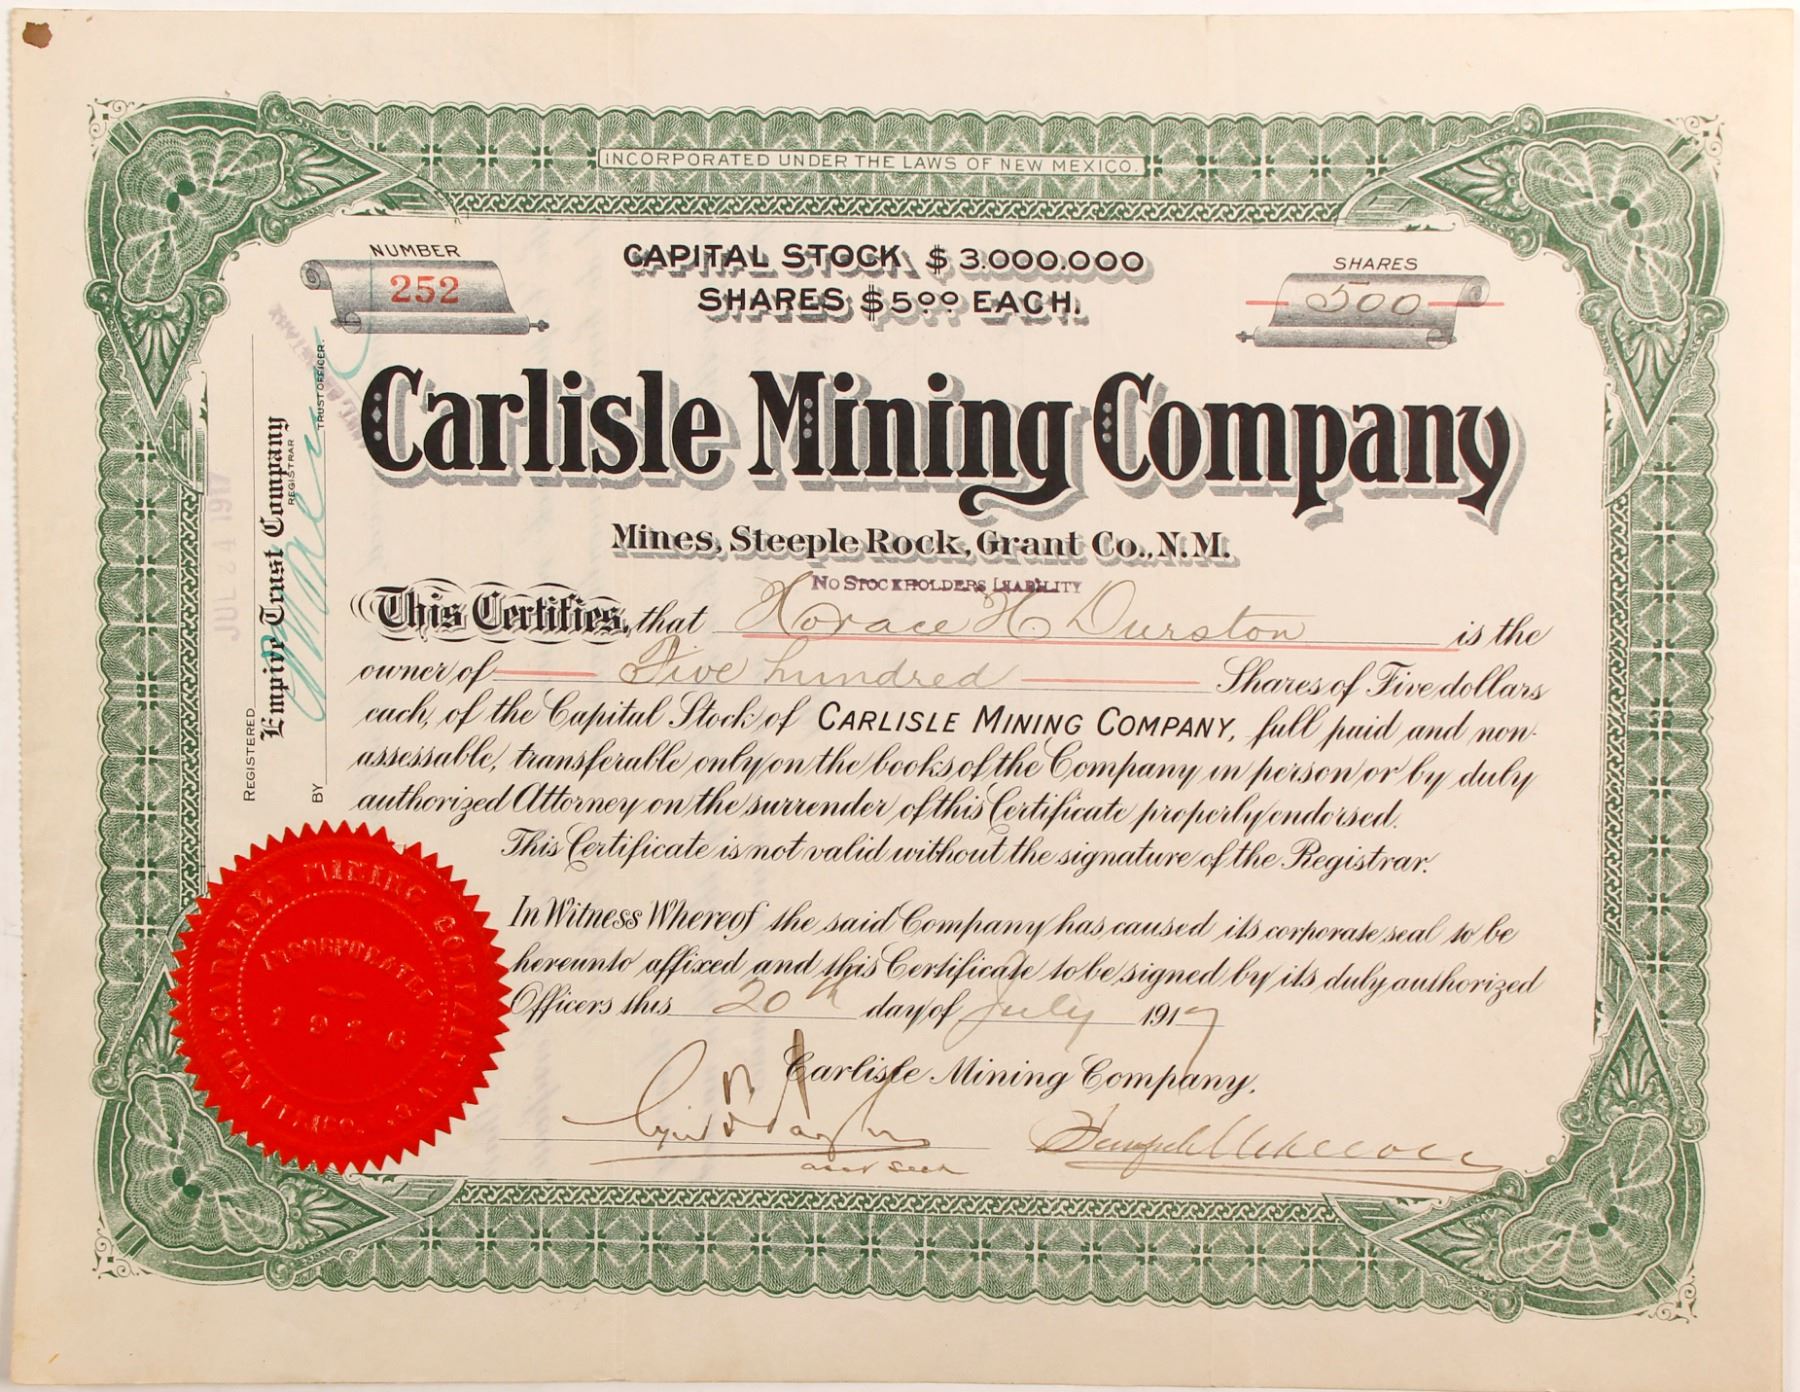 INCORPORATED UNDER THE LAWS OF NEW MEXICO.
NUMBER
252
CAPITAL STOCK $3.000.000
SHARES $5.00 EACH.
SHARES
500
Carlisle Mining Company
Mines, Steeple Rock, Grant Co., N.M.
NO STOCKHOLDERS LIABILITY
This Certifies, that Horace H. Durston is the
owner of Five hundred Shares of Five dollars
each, of the Capital Stock of CARLISLE MINING COMPANY, full paid and non-
assessable, transferable only on the books of the Company in person or by duly
authorized Attorney on the surrender of this Certificate properly endorsed.
This Certificate is not valid without the signature of the Registrar.
In Witness Whereof the said Company has caused its corporate seal to be
hereunto affixed and this Certificate to be signed by its duly authorized
Officers this 20th day of July 1917
Carlisle Mining Company.
REGISTERED
Empire Trust Company
REGISTRAR
BY TRUST OFFICER.
JUL 24 1917
CARLISLE MINING COMPANY
INCORPORATED
1916
NEW MEXICO